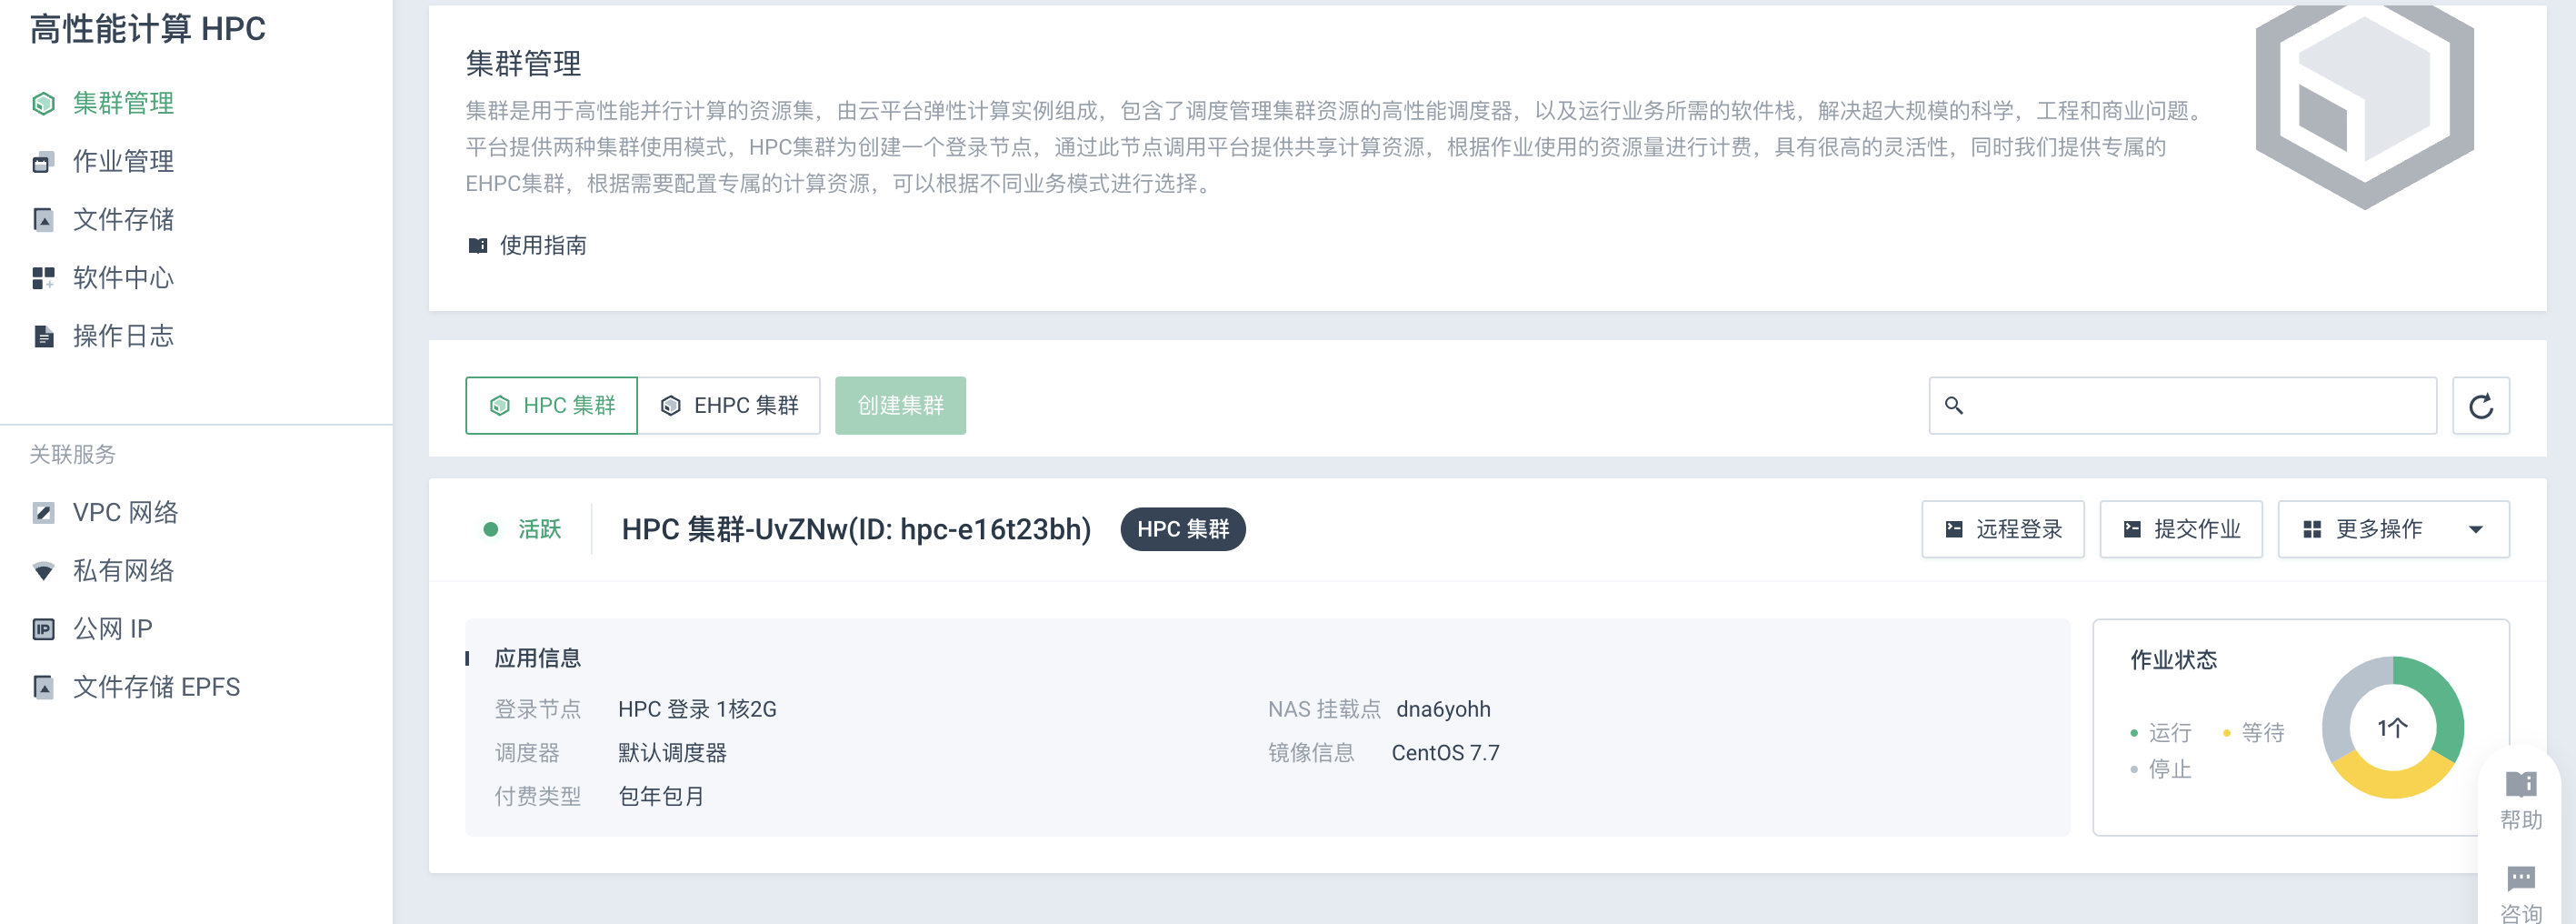 高性能计算 HPC
集群管理
作业管理
文件存储
软件中心
操作日志
关联服务
VPC 网络
私有网络
IP
公网 IP
文件存储 EPFS
集群管理
集群是用于高性能并行计算的资源集，由云平台弹性计算实例组成，包含了调度管理集群资源的高性能调度器，以及运行业务所需的软件栈，解决超大规模的科学，工程和商业问题。
平台提供两种集群使用模式，HPC集群为创建一个登录节点，通过此节点调用平台提供共享计算资源，根据作业使用的资源量进行计费，具有很高的灵活性，同时我们提供专属的
EHPC集群，根据需要配置专属的计算资源，可以根据不同业务模式进行选择。
使用指南
HPC 集群
EHPC 集群
创建集群
活跃
HPC 集群-UvZNw(ID: hpc-e16t23bh)
HPC 集群
远程登录
提交作业
更多操作
应用信息
登录节点 HPC 登录 1核2G
NAS 挂载点 dna6yohh
调度器 默认调度器
镜像信息 CentOS 7.7
付费类型 包年包月
作业状态
运行 等待
停止
1个
帮助
咨询